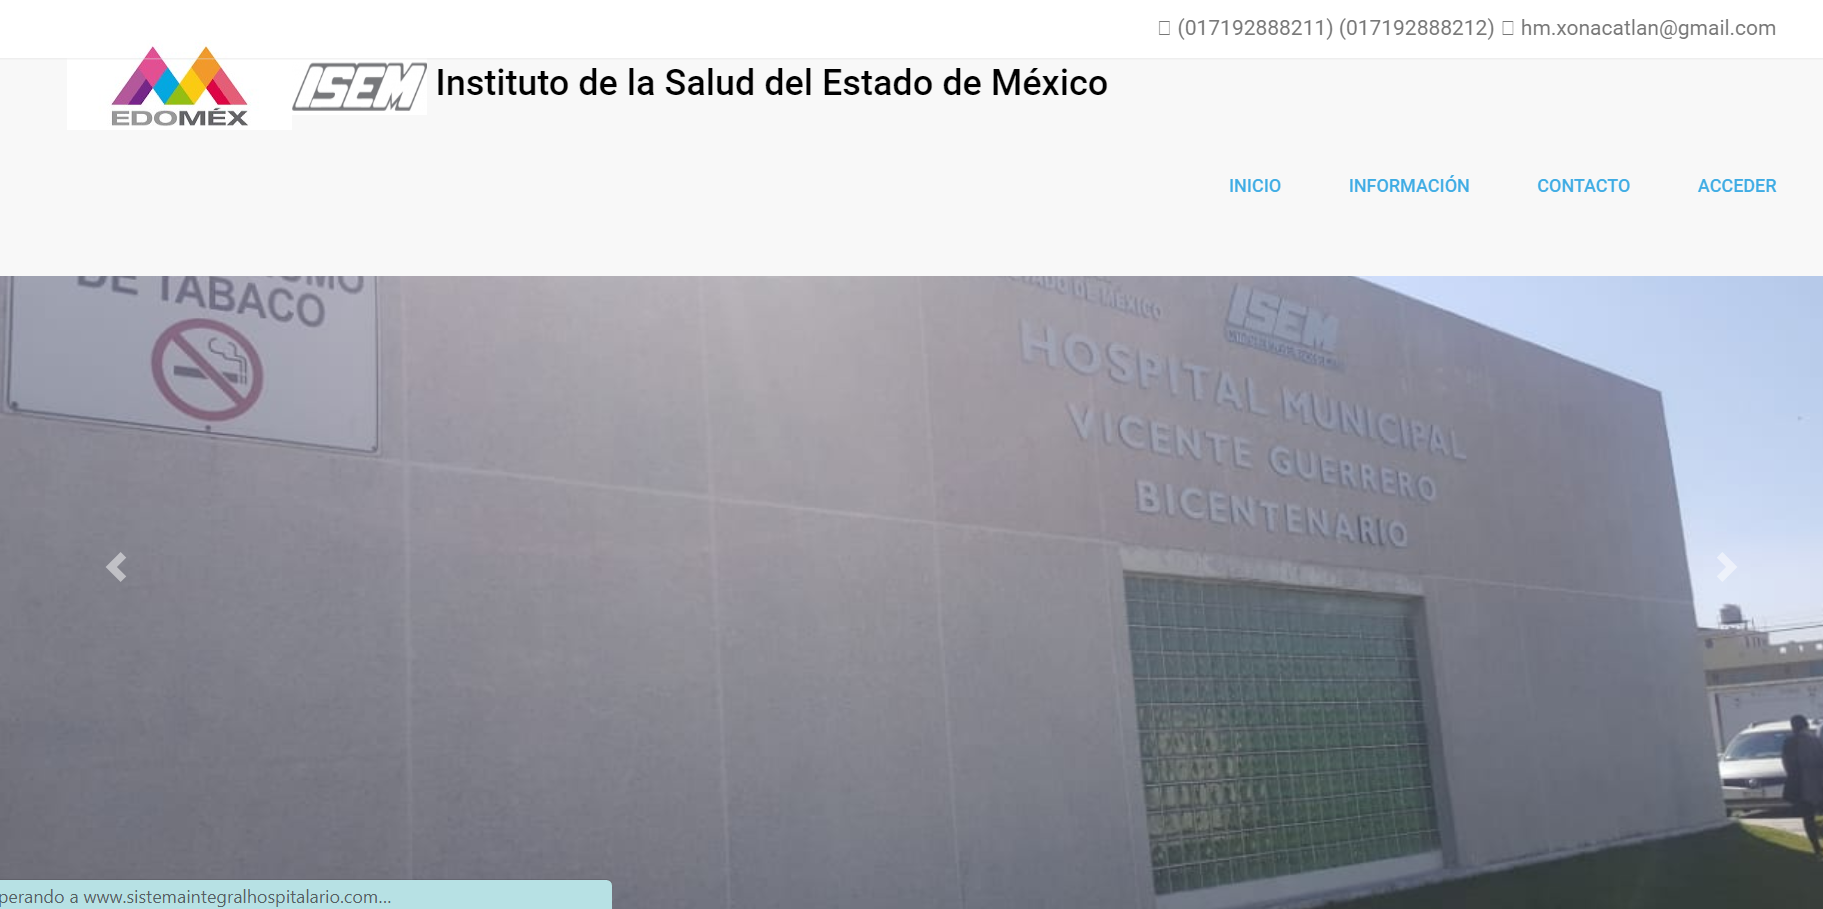 (017192888211) (017192888212) hm.xonacatlan@gmail.com
EDOMÉX
ISEM
Instituto de la Salud del Estado de México
INICIO INFORMACIÓN CONTACTO ACCEDER
DE TABACO
DE MÉXICO
ISEM
HOSPITAL MUNICIPAL
VICENTE GUERRERO
BICENTENARIO
perando a www.sistemaintegralhospitalario.com...